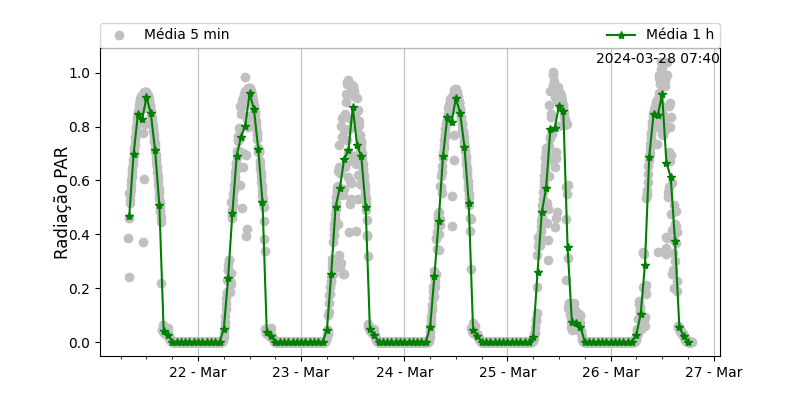 Média 5 min
Média 1 h
2024-03-28 07:40
Radiação PAR
1.0
0.8
0.6
0.4
0.2
0.0
22 - Mar
23 - Mar
24 - Mar
25 - Mar
26 - Mar
27 - Mar